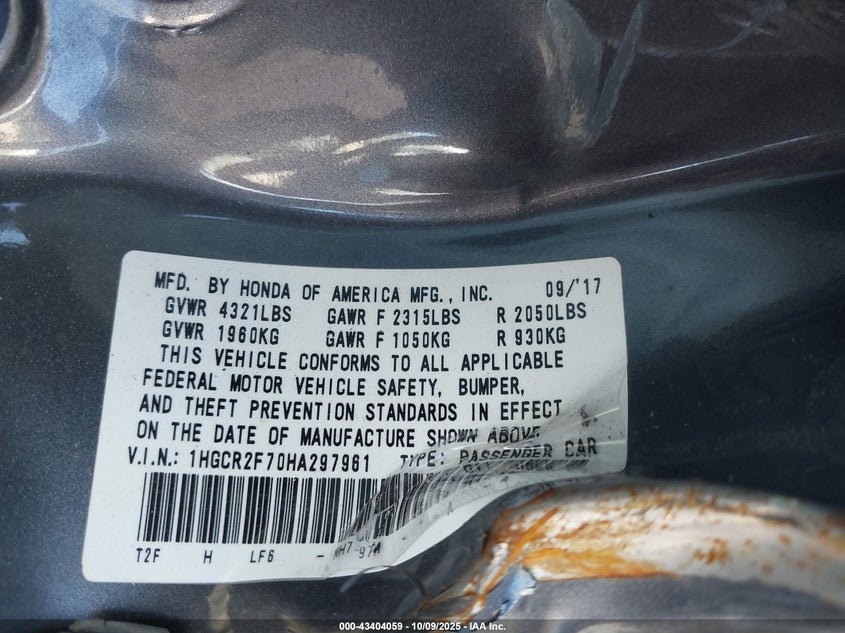 MFD. BY HONDA OF AMERICA MFG., INC. 09/'17
GVWR 4321LBS GAWR F 2315LBS R 2050LBS
GVWR 1960KG GAWR F 1050KG R 930KG
THIS VEHICLE CONFORMS TO ALL APPLICABLE
FEDERAL MOTOR VEHICLE SAFETY, BUMPER,
AND THEFT PREVENTION STANDARDS IN EFFECT
ON THE DATE OF MANUFACTURE SHOWN ABOVE.
V.I.N.: 1HGCR2F70HA297961 TYPE: PASSENGER CAR
T2F H LF6 -
000-43404059 - 10/09/2025 - IAA Inc.